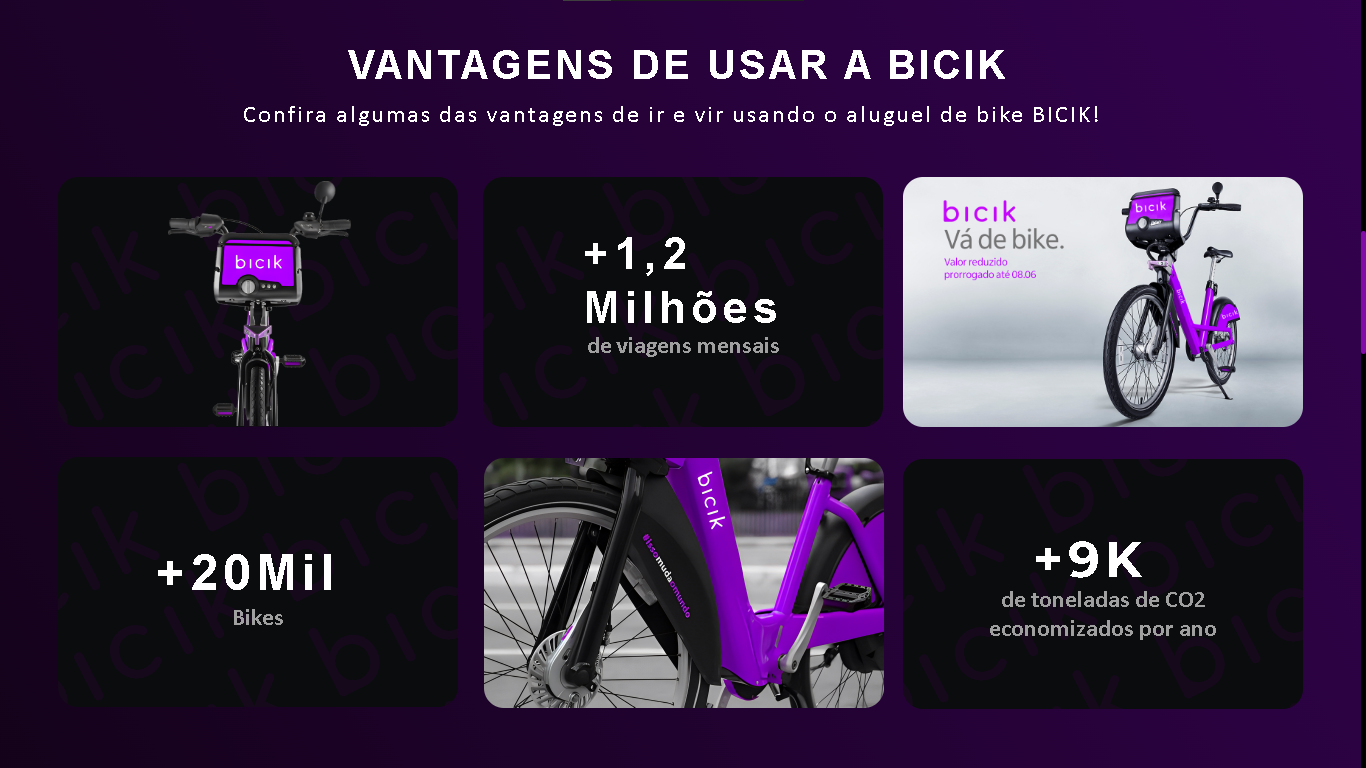 VANTAGENS DE USAR A BICIK
Confira algumas das vantagens de ir e vir usando o aluguel de bike BICIK!
bicik
+1,2
Milhões
de viagens mensais
bicik
Vá de bike.
Valor reduzido
prorrogado até 08.06
bicik
bicik
bicik
+20Mil
Bikes
bicik
#issomudaomundo
+9K
de toneladas de CO2
economizados por ano